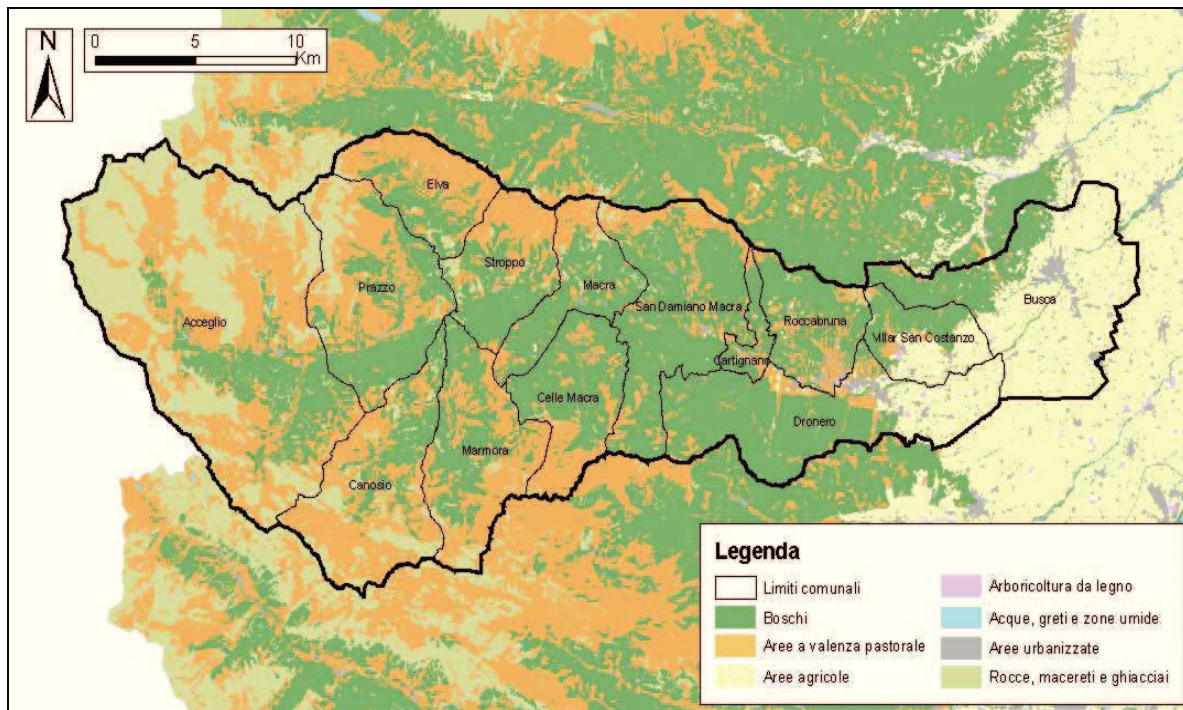 N
0 5 10
Km
Elva
Stroppo
Prazzo
Macra
San Damiano Macra
Busca
Acceglio
Roccabruna
Villar San Costanzo
Cartignano
Celle Macra
Dronero
Marmora
Canosio
Legenda
Limiti comunali
Boschi
Aree a valenza pastorale
Aree agricole
Arboricoltura da legno
Acque, greti e zone umide
Aree urbanizzate
Rocce, macereti e ghiacciai